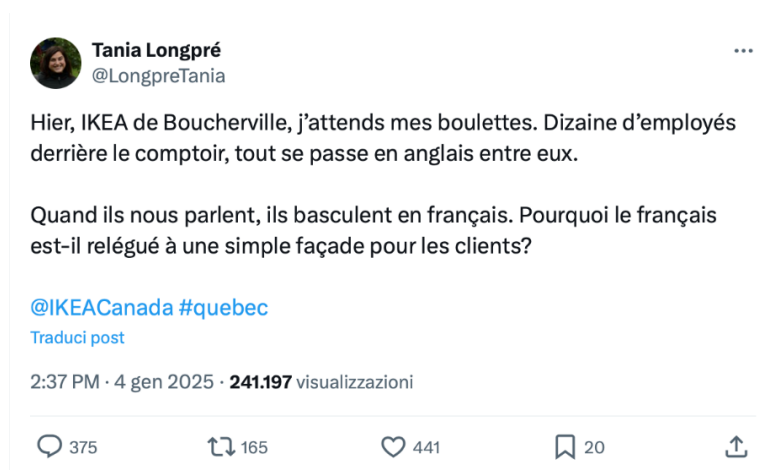 Tania Longpré
@LongpreTania
Hier, IKEA de Boucherville, j’attends mes boulettes. Dizaine d’employés
derrière le comptoir, tout se passe en anglais entre eux.
Quand ils nous parlent, ils basculent en français. Pourquoi le français
est-il relégué à une simple façade pour les clients?
@IKEACanada #quebec
Traduci post
2:37 PM · 4 gen 2025 · 241.197 visualizzazioni
375 165 441 20